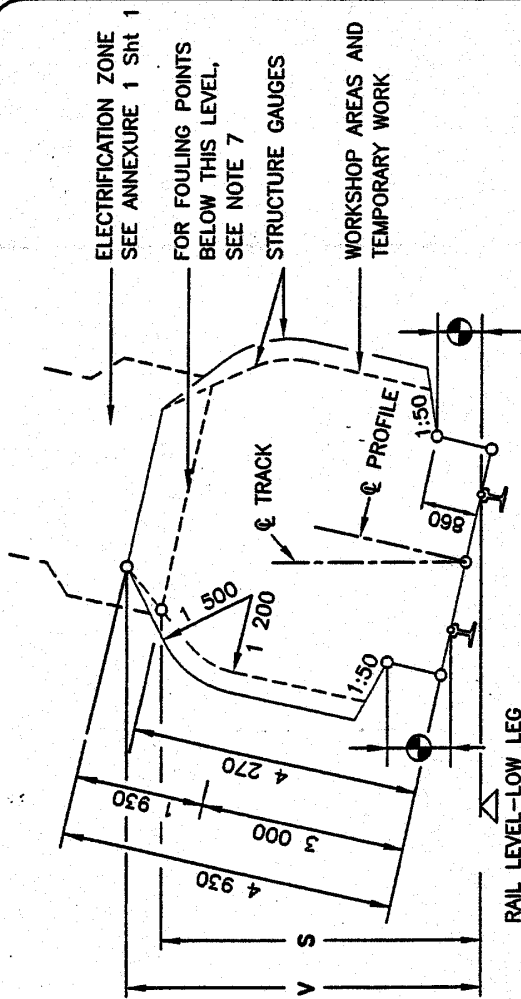 ELECTRIFICATION ZONE
SEE ANNEXURE 1 Sht 1
FOR FOULING POINTS
BELOW THIS LEVEL,
SEE NOTE 7
STRUCTURE GAUGES
WORKSHOP AREAS AND
TEMPORARY WORK
1 500
1 200
℄ TRACK
℄ PROFILE
1:50
1:50
860
4 270
1 930
3 000
4 930
S
V
RAIL LEVEL-LOW LEG